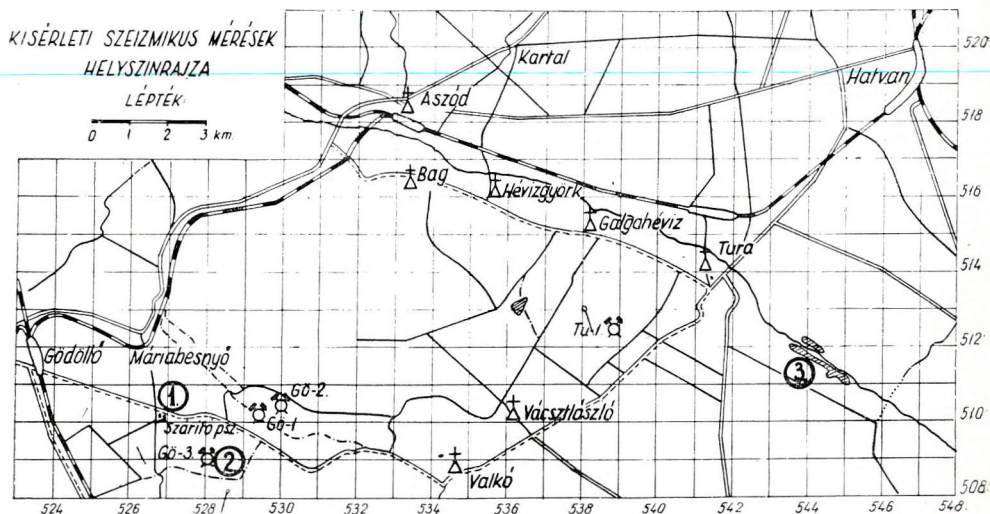 KISÉRLETI SZEIZMIKUS MÉRÉSEK
HELYSZINRAJZA
LÉPTÉK:
0 1 2 3 km.
Kartal
Hatvan
Aszód
Bag
Hévizgyörk
Galgahéviz
Tura
Tu-1
Gödöllő
Máriabesnyő
1
Gö-2.
Gö-1
Szárító psz.
Gö-3.
2
Vácsztlászló
Valkó
3
520
518
516
514
512
510
508
524 526 528 530 532 534 536 538 540 542 544 546 548